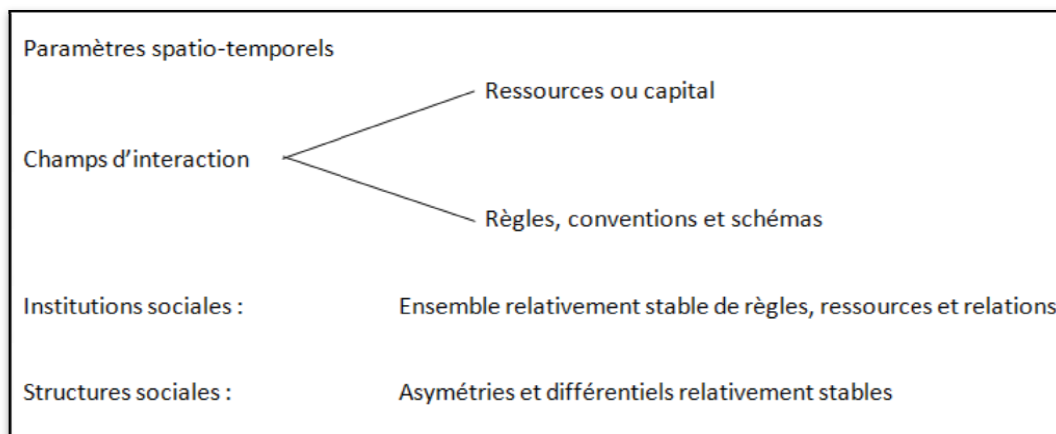 Paramètres spatio-temporels
Ressources ou capital
Champs d'interaction
Règles, conventions et schémas
Institutions sociales : Ensemble relativement stable de règles, ressources et relations
Structures sociales : Asymétries et différentiels relativement stables